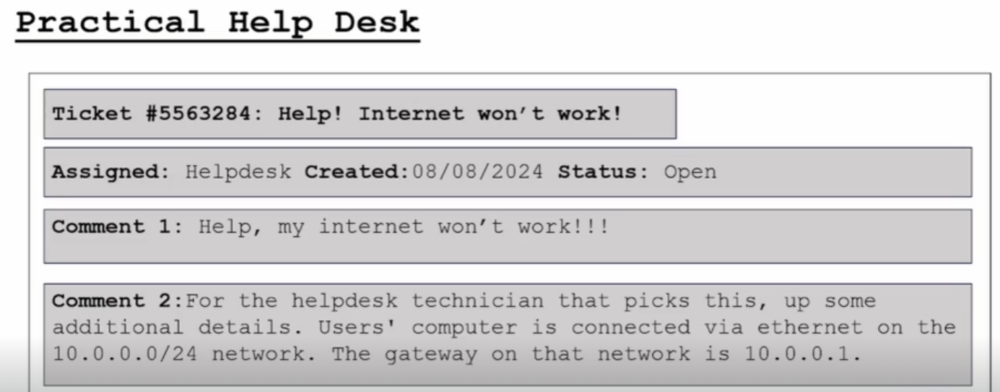 Practical Help Desk
Ticket #5563284: Help! Internet won’t work!
Assigned: Helpdesk Created:08/08/2024 Status: Open
Comment 1: Help, my internet won’t work!!!
Comment 2:For the helpdesk technician that picks this, up some
additional details. Users' computer is connected via ethernet on the
10.0.0.0/24 network. The gateway on that network is 10.0.0.1.